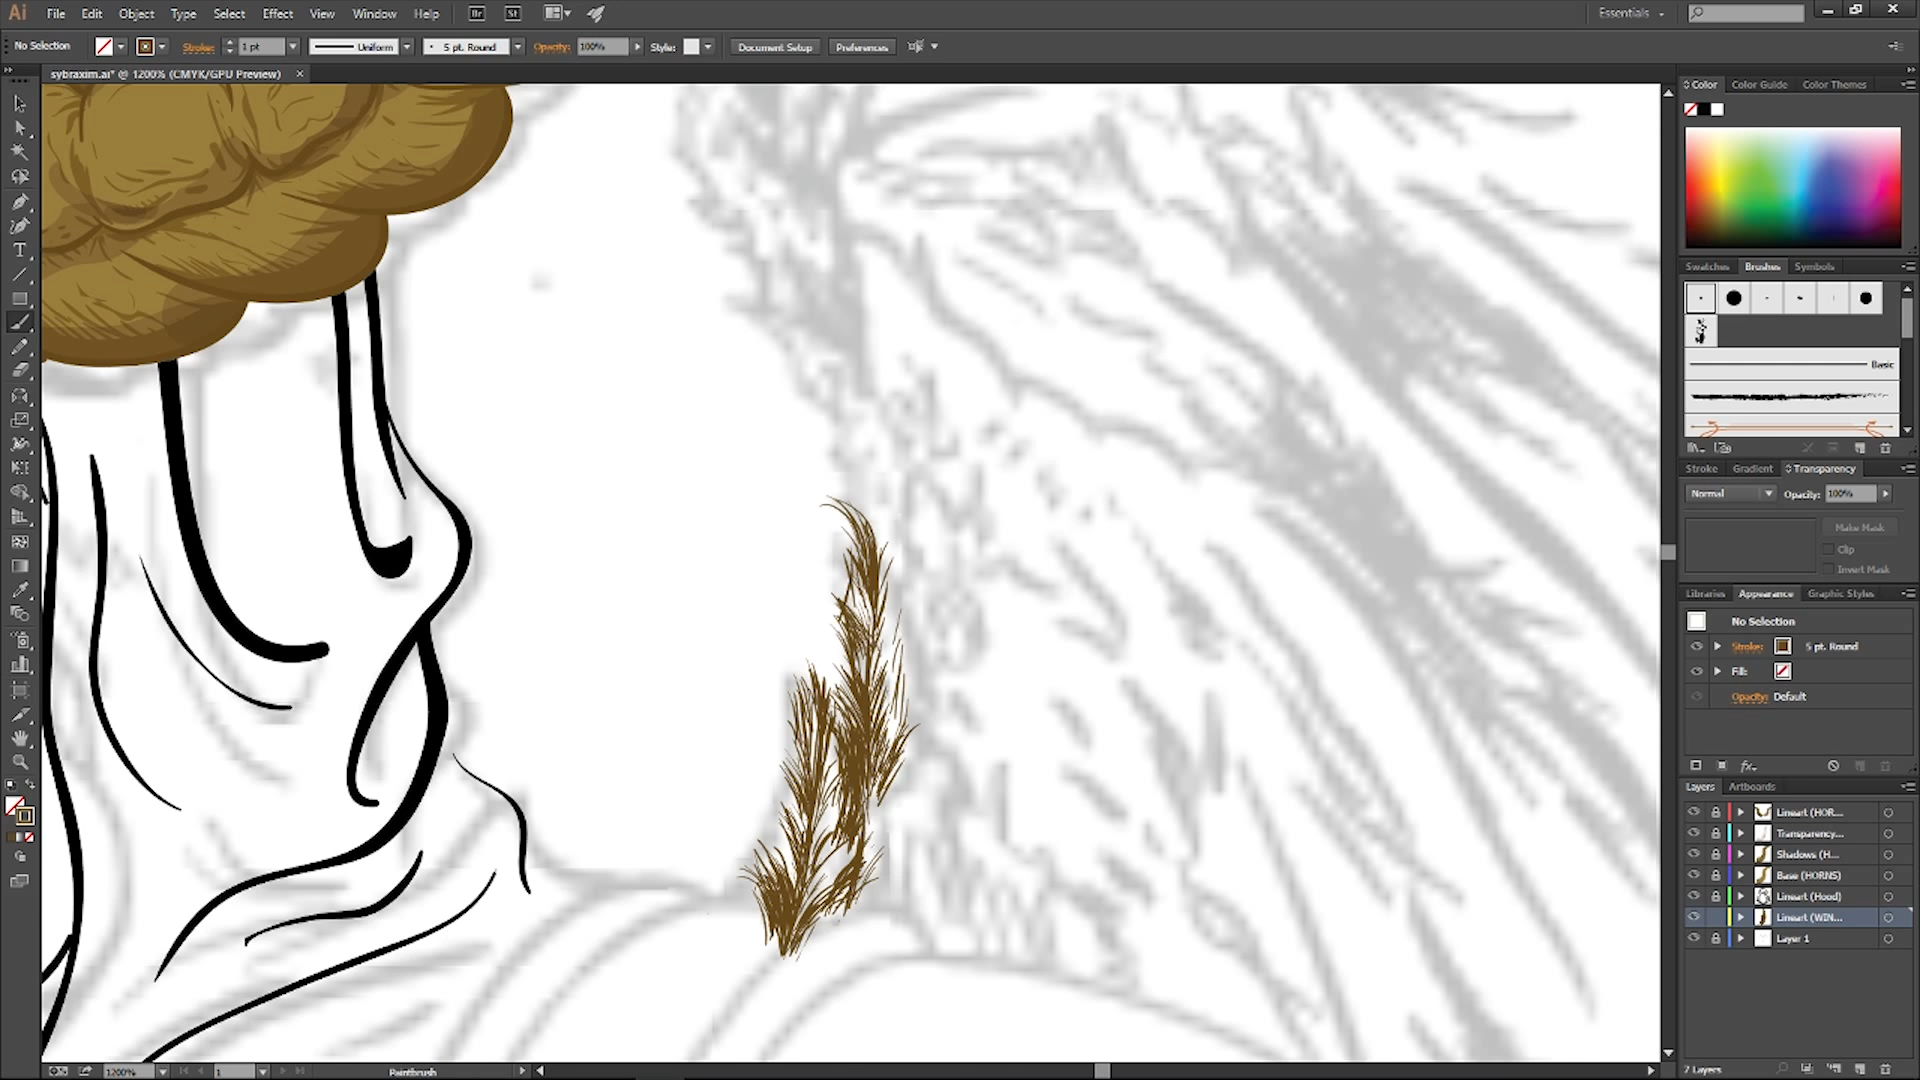 Ai File Edit Object Type Select Effect View Window Help Br St Essentials
No Selection Stroke: 1 pt Uniform 5 pt. Round Opacity: 100% Style: Document Setup Preferences
sybraxim.ai* @ 1200% (CMYK/GPU Preview) ×
Color Color Guide Color Themes
Swatches Brushes Symbols
Basic
Stroke Gradient Transparency
Normal Opacity: 100%
Make Mask
Clip
Invert Mask
Libraries Appearance Graphic Styles
No Selection
Stroke: 5 pt. Round
Fill:
Opacity: Default
fx
Layers Artboards
Lineart (HOR...
Transparency...
Shadows (H...
Base (HORNS)
Lineart (Hood)
Lineart (WIN...
Layer 1
7 Layers
1200% 1 Paintbrush